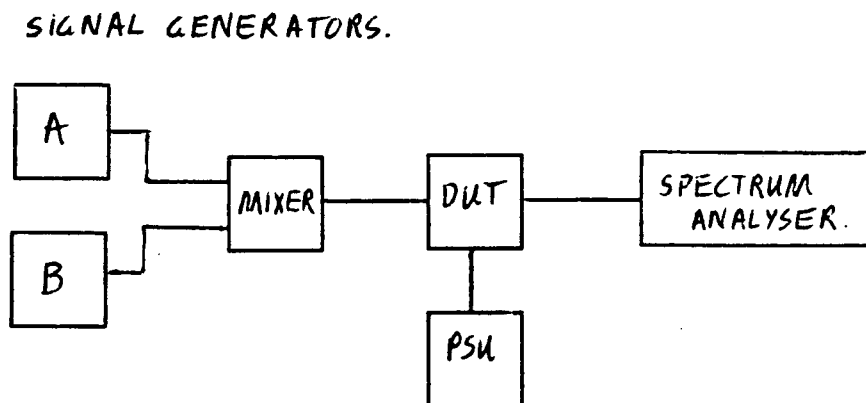 SIGNAL GENERATORS.
A
B
MIXER
DUT
SPECTRUM
ANALYSER.
PSU